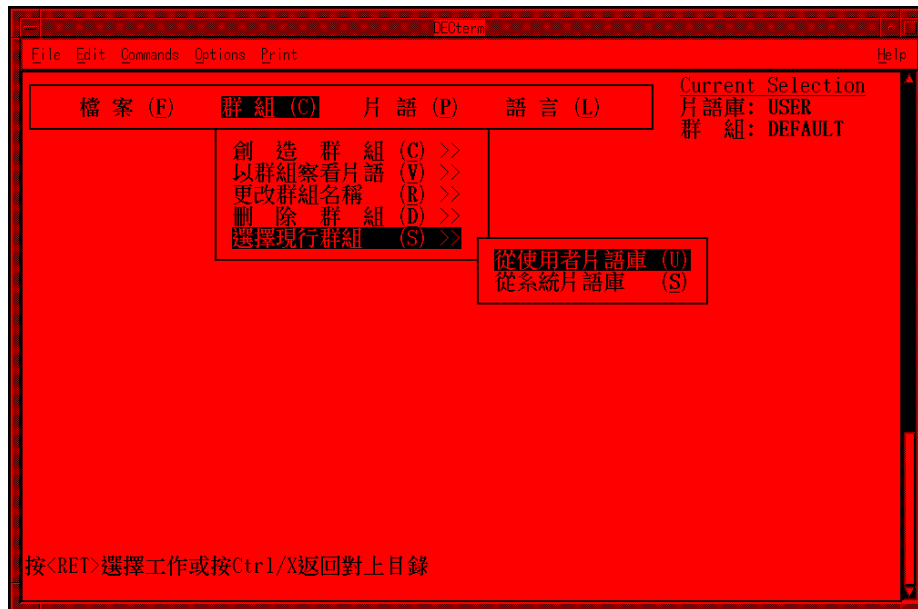 DECterm
File Edit Commands Options Print Help
Current Selection
片語庫: USER
群 組: DEFAULT
檔 案 (F) 群 組 (C) 片 語 (P) 語 言 (L)
創 造 群 組 (C) >>
以群組察看片語 (V) >>
更改群組名稱 (R) >>
刪 除 群 組 (D) >>
選擇現行群組 (S) >>
從使用者片語庫 (U)
從系統片語庫 (S)
按<RET>選擇工作或按Ctrl/X返回對上目錄